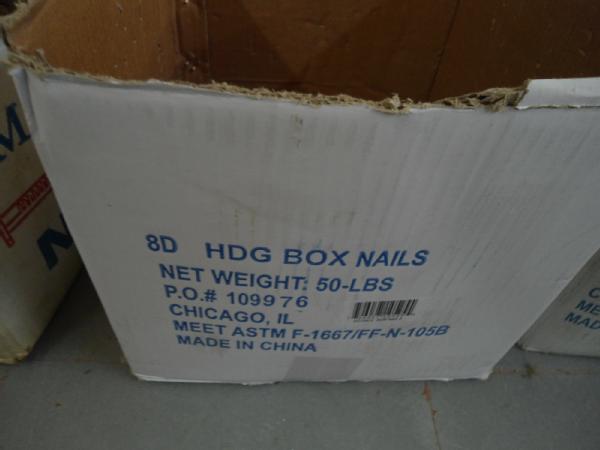 8D HDG BOX NAILS
NET WEIGHT: 50-LBS
P.O.# 109976
CHICAGO, IL
MEET ASTM F-1667/FF-N-105B
MADE IN CHINA